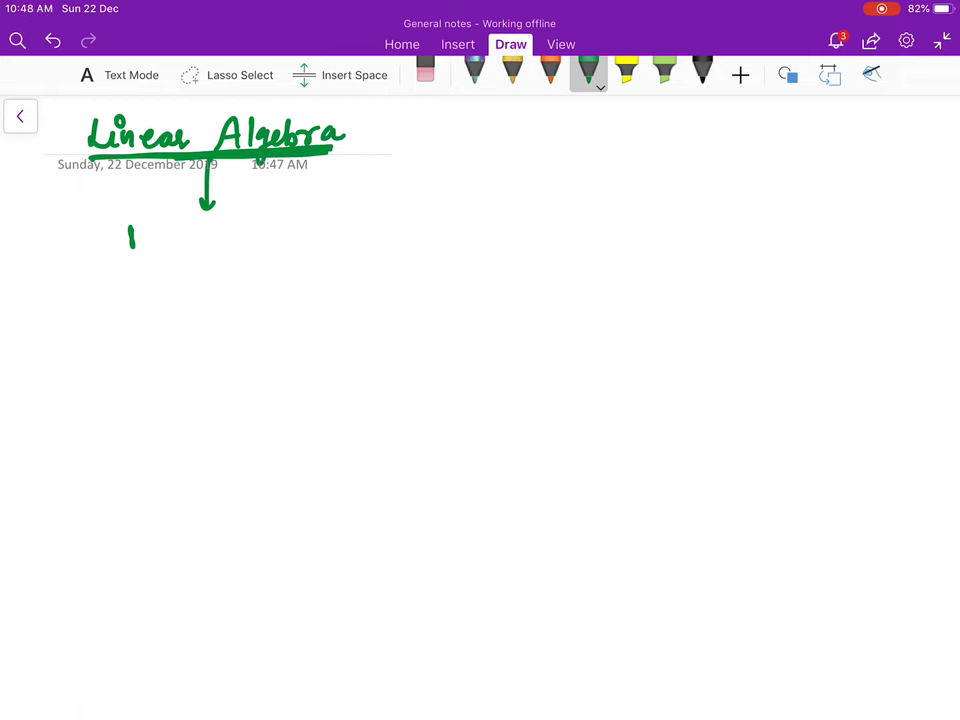 10:48 AM Sun 22 Dec 82%
General notes - Working offline
Home Insert Draw View 3
A Text Mode Lasso Select Insert Space
Linear Algebra
Sunday, 22 December 2019 10:47 AM